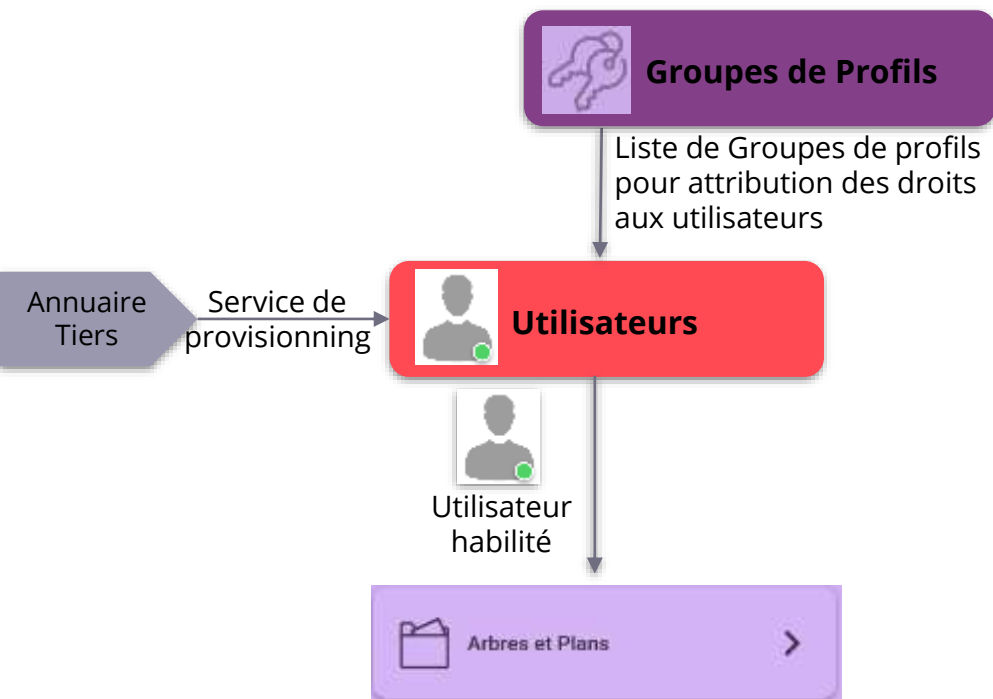 Groupes de Profils
Liste de Groupes de profils
pour attribution des droits
aux utilisateurs
Annuaire
Tiers
Service de
provisionning
Utilisateurs
Utilisateur
habilité
Arbres et Plans